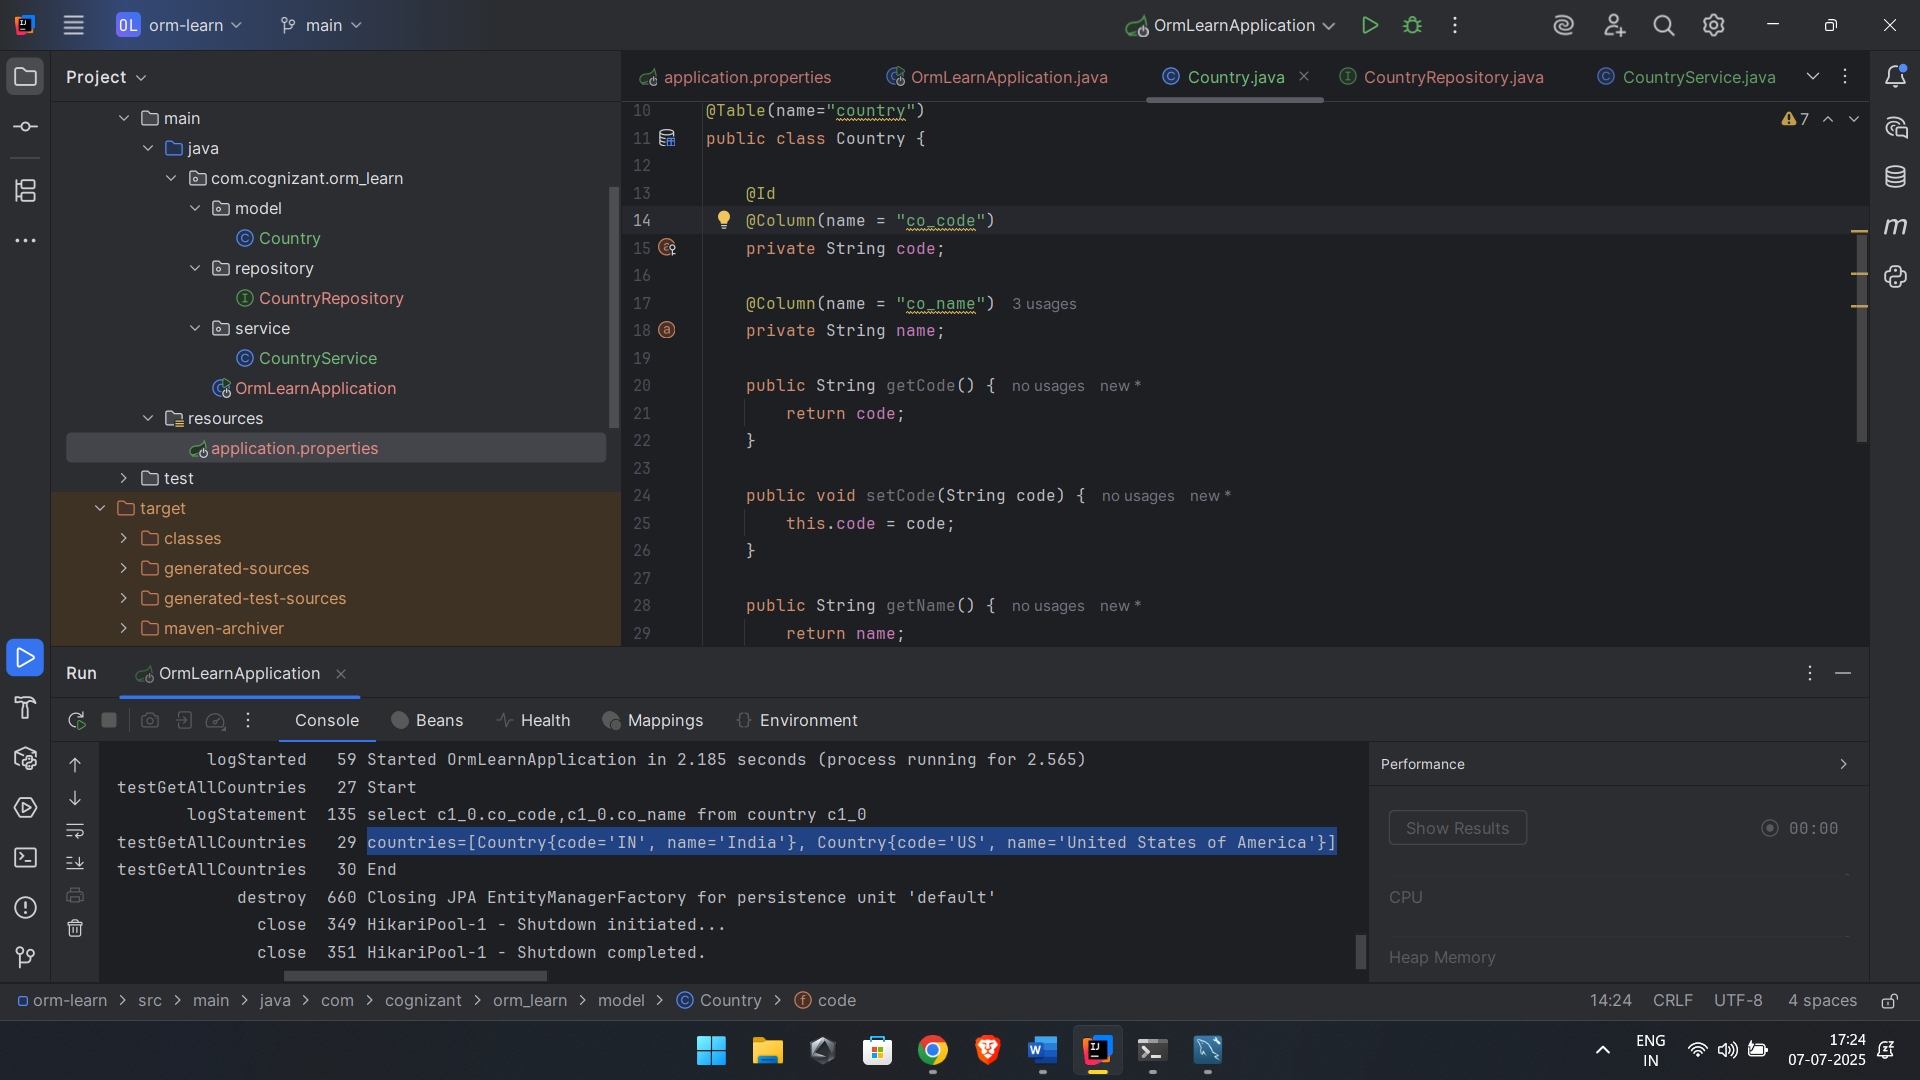 OL orm-learn main OrmLearnApplication
Project
main
java
com.cognizant.orm_learn
model
Country
repository
CountryRepository
service
CountryService
OrmLearnApplication
resources
application.properties
test
target
classes
generated-sources
generated-test-sources
maven-archiver
application.properties OrmLearnApplication.java Country.java CountryRepository.java CountryService.java
7
10 @Table(name="country")
11 public class Country {
12
13 @Id
14 @Column(name = "co_code")
15 private String code;
16
17 @Column(name = "co_name") 3 usages
18 private String name;
19
20 public String getCode() { no usages new *
21 return code;
22 }
23
24 public void setCode(String code) { no usages new *
25 this.code = code;
26 }
27
28 public String getName() { no usages new *
29 return name;
Run OrmLearnApplication
Console Beans Health Mappings Environment
logStarted 59 Started OrmLearnApplication in 2.185 seconds (process running for 2.565)
testGetAllCountries 27 Start
logStatement 135 select c1_0.co_code,c1_0.co_name from country c1_0
testGetAllCountries 29 countries=[Country{code='IN', name='India'}, Country{code='US', name='United States of America'}]
testGetAllCountries 30 End
destroy 660 Closing JPA EntityManagerFactory for persistence unit 'default'
close 349 HikariPool-1 - Shutdown initiated...
close 351 HikariPool-1 - Shutdown completed.
Performance
Show Results 00:00
CPU
Heap Memory
orm-learn > src > main > java > com > cognizant > orm_learn > model > Country > code
14:24 CRLF UTF-8 4 spaces
ENG
IN
17:24
07-07-2025